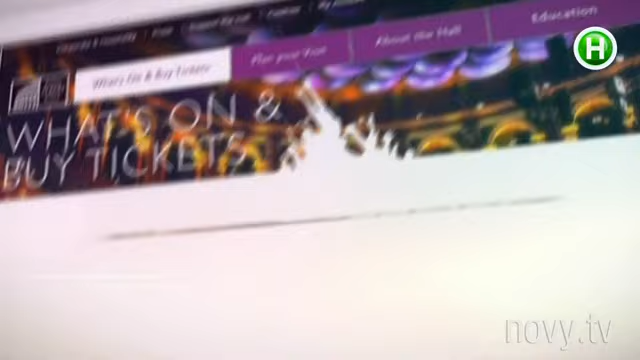 What's On & Buy Tickets
Plan your Visit
About the Hall
Education
WHAT'S ON &
BUY TICKETS
H
novy.tv